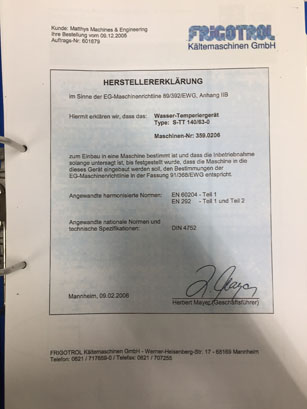 Kunde: Matthys Machines & Engineering
Ihre Bestellung vom 09.12.2008
Auftrags-Nr: 601679
FRIGOTROL
Kältemaschinen GmbH
HERSTELLERERKLÄRUNG
im Sinne der EG-Maschinenrichtlinie 89/392/EWG, Anhang IIB
Hiermit erklären wir, dass das: Wasser-Temperiergerät
Type: S-TT 140/63-0
Maschinen-Nr: 359.0206
zum Einbau in eine Maschine bestimmt ist und dass die Inbetriebnahme
solange untersagt ist, bis festgestellt wurde, dass die Maschine in die
dieses Gerät eingebaut werden soll, den Bestimmungen der
EG-Maschinenrichtlinie in der Fassung 91/368/EWG entspricht.
Angewandte harmonisierte Normen: EN 60204 - Teil 1
EN 292 - Teil 1 und Teil 2
Angewandte nationale Normen und
technische Spezifikationen: DIN 4752
Mannheim, 09.02.2008
Herbert Mayer (Geschäftsführer)
FRIGOTROL Kältemaschinen GmbH - Werner-Heisenberg-Str. 17 - 68169 Mannheim
Telefon: 0621 / 717659-0 / Telefax: 0621 / 707255